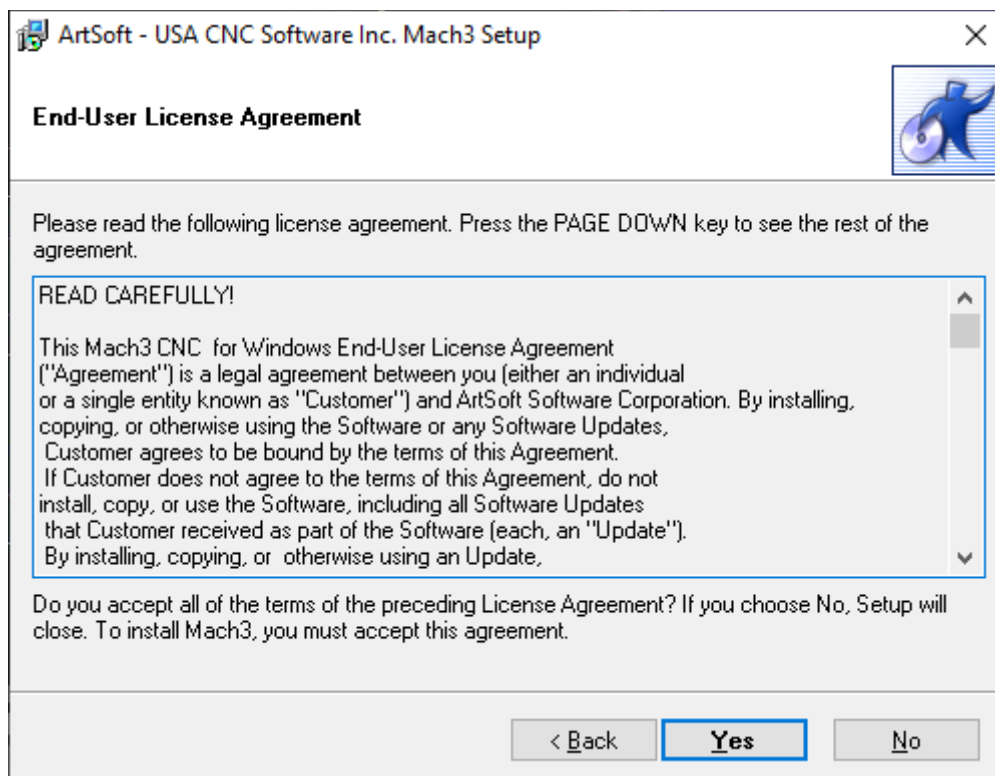 ArtSoft - USA CNC Software Inc. Mach3 Setup
End-User License Agreement
Please read the following license agreement. Press the PAGE DOWN key to see the rest of the
agreement.
READ CAREFULLY!
This Mach3 CNC  for Windows End-User License Agreement
("Agreement") is a legal agreement between you (either an individual
or a single entity known as "Customer") and ArtSoft Software Corporation. By installing,
copying, or otherwise using the Software or any Software Updates,
Customer agrees to be bound by the terms of this Agreement.
If Customer does not agree to the terms of this Agreement, do not
install, copy, or use the Software, including all Software Updates
that Customer received as part of the Software (each, an "Update").
By installing, copying, or  otherwise using an Update,
Do you accept all of the terms of the preceding License Agreement? If you choose No, Setup will
close. To install Mach3, you must accept this agreement.
< Back Yes No